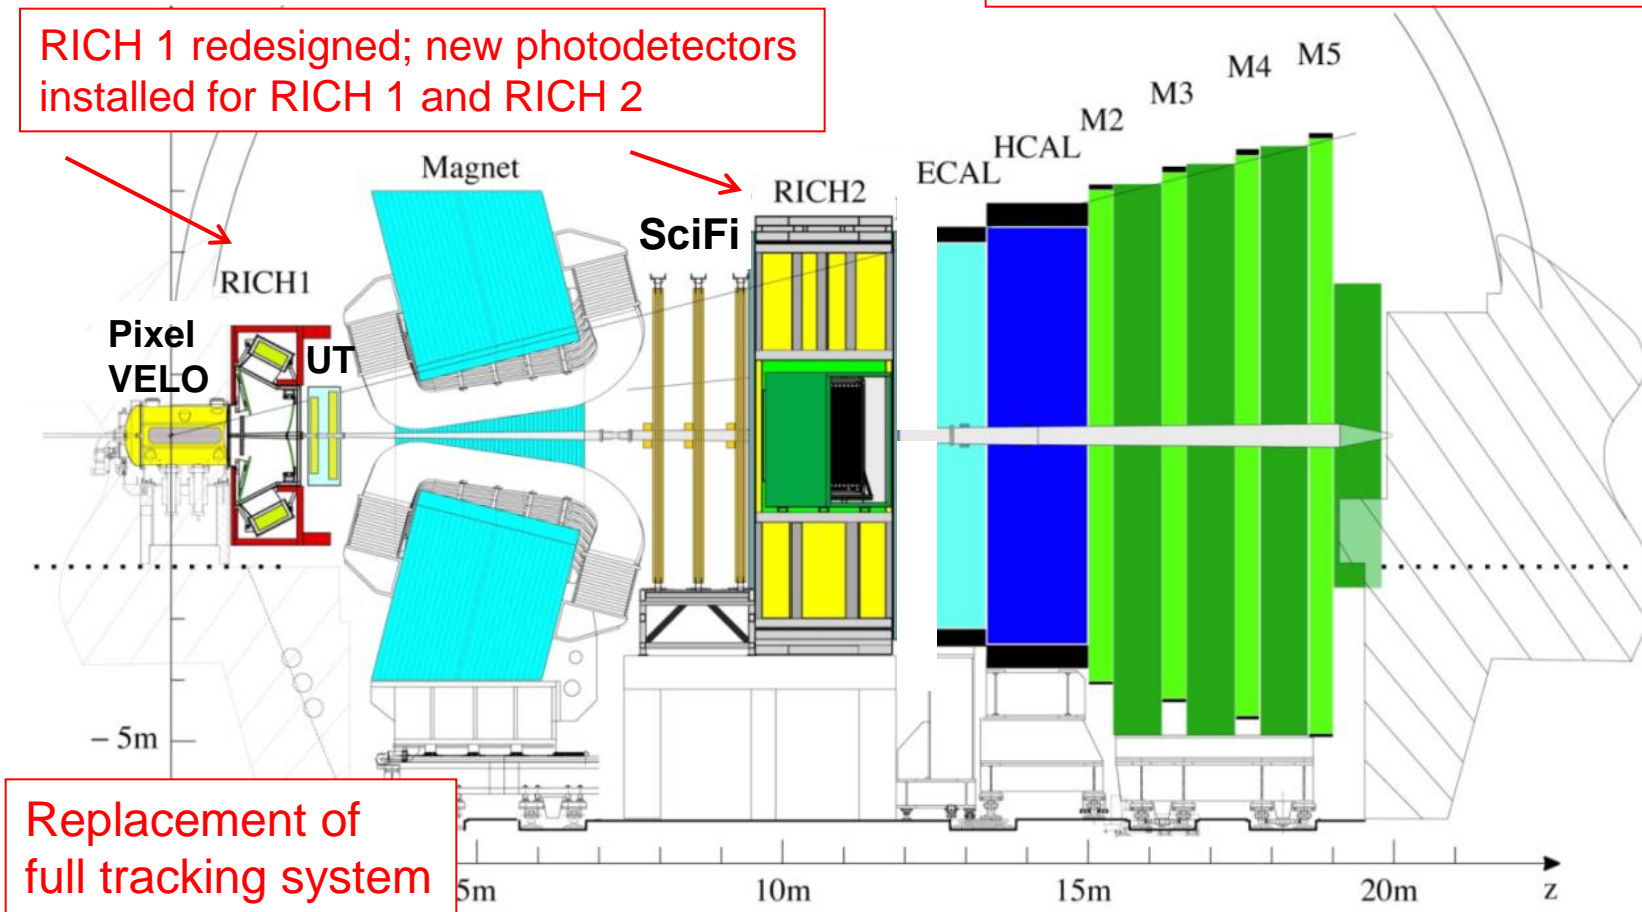 RICH 1 redesigned; new photodetectors
installed for RICH 1 and RICH 2
M5
M4
M3
M2
HCAL
ECAL
Magnet
RICH2
SciFi
RICH1
Pixel
VELO
UT
– 5m
Replacement of
full tracking system
5m
10m
15m
20m
z